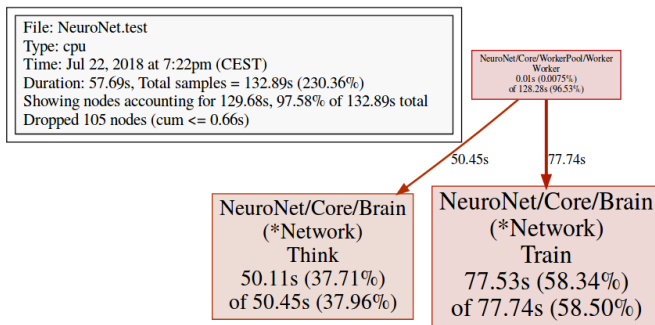 File: NeuroNet.test
Type: cpu
Time: Jul 22, 2018 at 7:22pm (CEST)
Duration: 57.69s, Total samples = 132.89s (230.36%)
Showing nodes accounting for 129.68s, 97.58% of 132.89s total
Dropped 105 nodes (cum <= 0.66s)
NeuroNet/Core/WorkerPool/Worker
Worker
0.01s (0.0075%)
of 128.28s (96.53%)
50.45s
77.74s
NeuroNet/Core/Brain
(*Network)
Think
50.11s (37.71%)
of 50.45s (37.96%)
NeuroNet/Core/Brain
(*Network)
Train
77.53s (58.34%)
of 77.74s (58.50%)